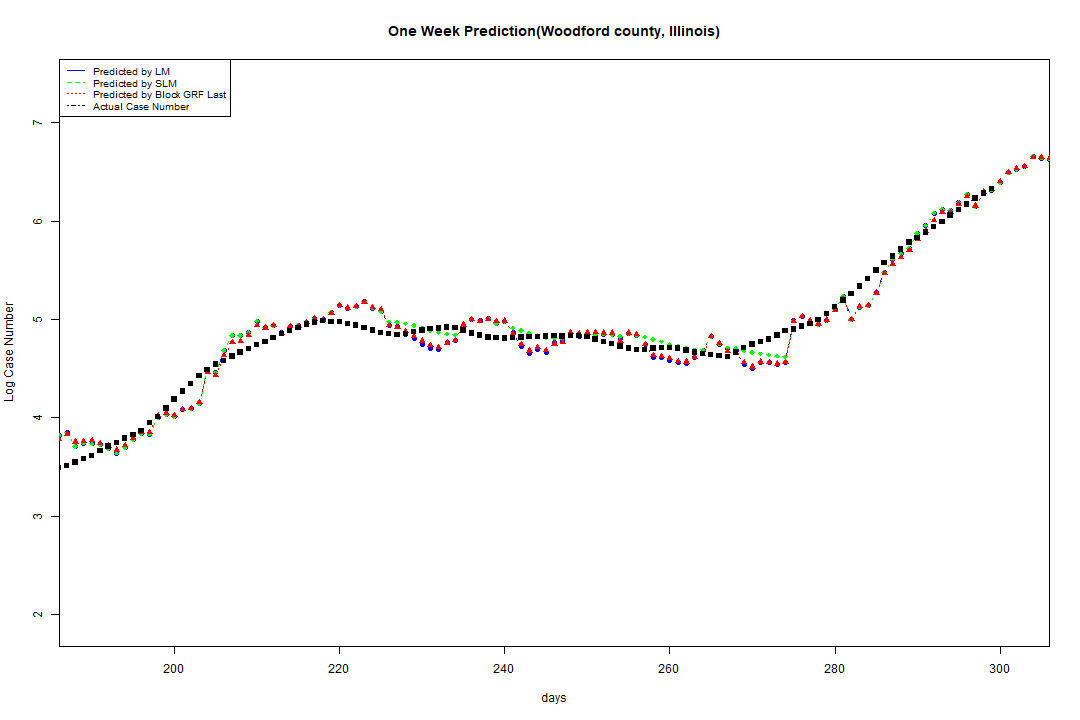 One Week Prediction(Woodford county, Illinois)
Predicted by LM
Predicted by SLM
Predicted by Block GRF Last
Actual Case Number
Log Case Number
7
6
5
4
3
2
200 220 240 260 280 300
days